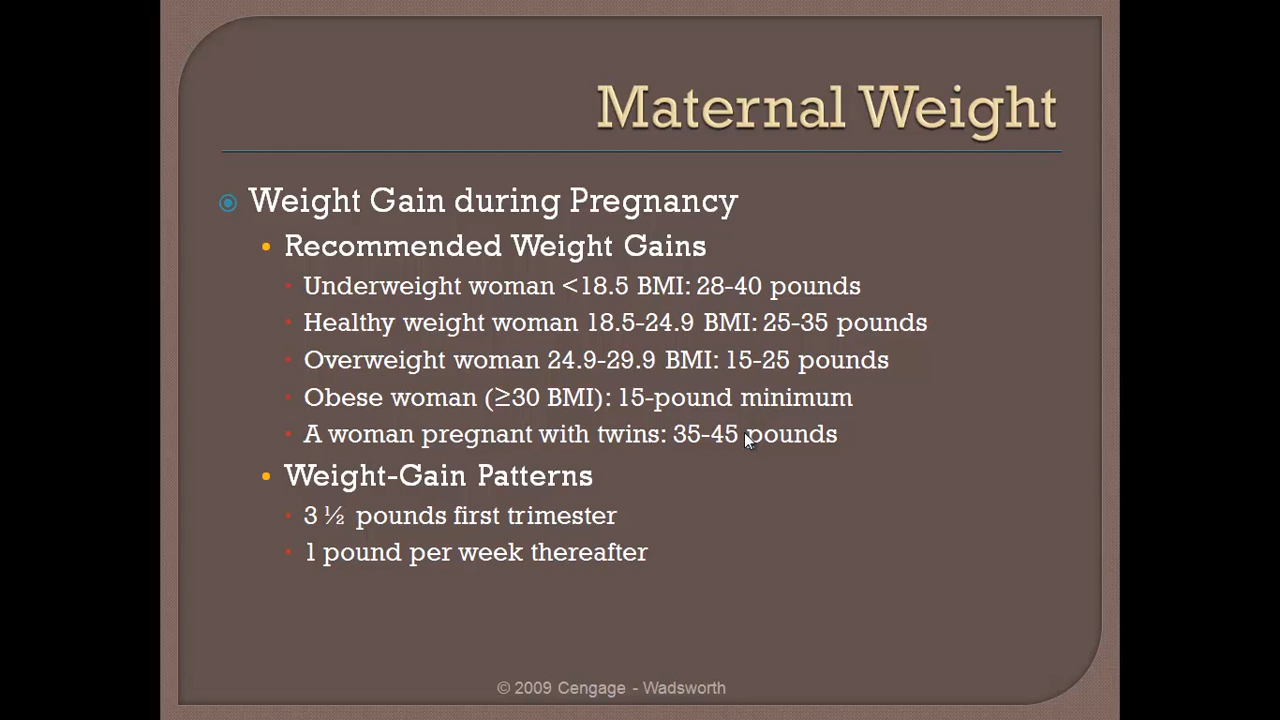 Maternal Weight
Weight Gain during Pregnancy
Recommended Weight Gains
Underweight woman <18.5 BMI: 28-40 pounds
Healthy weight woman 18.5-24.9 BMI: 25-35 pounds
Overweight woman 24.9-29.9 BMI: 15-25 pounds
Obese woman (≥30 BMI): 15-pound minimum
A woman pregnant with twins: 35-45 pounds
Weight-Gain Patterns
3 ½ pounds first trimester
1 pound per week thereafter
© 2009 Cengage - Wadsworth